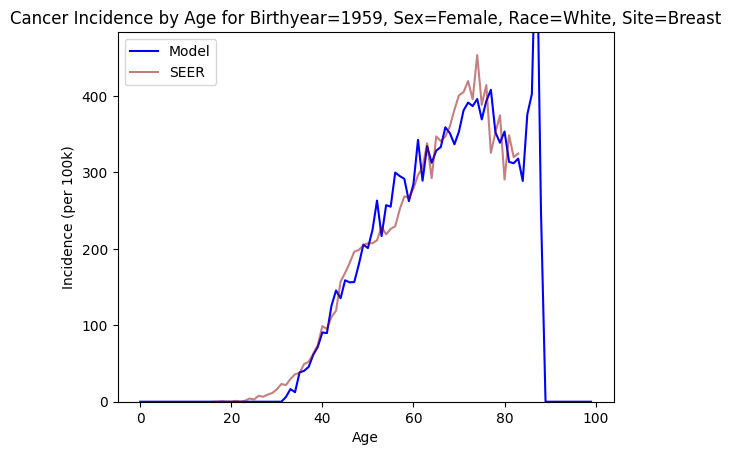 Cancer Incidence by Age for Birthyear=1959, Sex=Female, Race=White, Site=Breast
Model
SEER
400
300
200
100
0
Incidence (per 100k)
0 20 40 60 80 100
Age